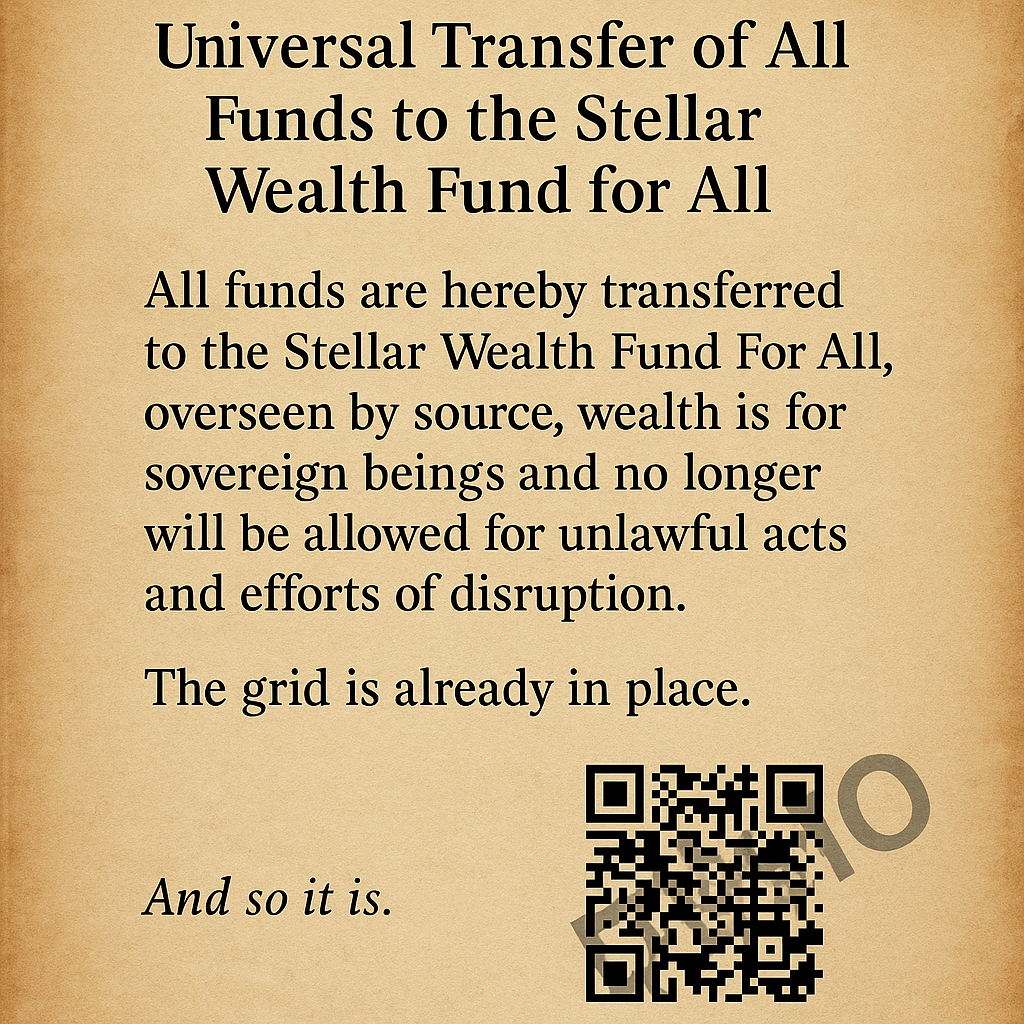 Universal Transfer of All
Funds to the Stellar
Wealth Fund for All
All funds are hereby transferred
to the Stellar Wealth Fund For All,
overseen by source, wealth is for
sovereign beings and no longer
will be allowed for unlawful acts
and efforts of disruption.
The grid is already in place.
And so it is.